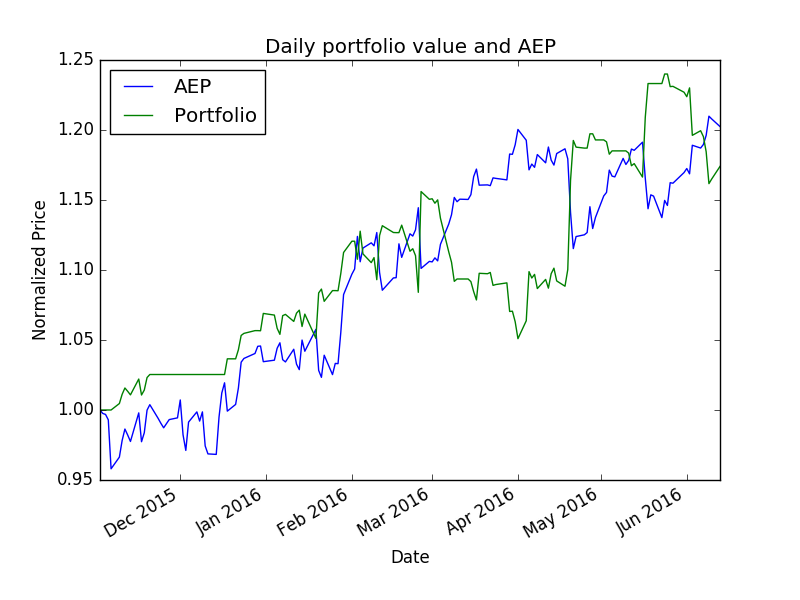 Daily portfolio value and AEP
1.25
1.20
1.15
1.10
1.05
1.00
0.95
Normalized Price
AEP
Portfolio
Dec 2015
Jan 2016
Feb 2016
Mar 2016
Apr 2016
May 2016
Jun 2016
Date